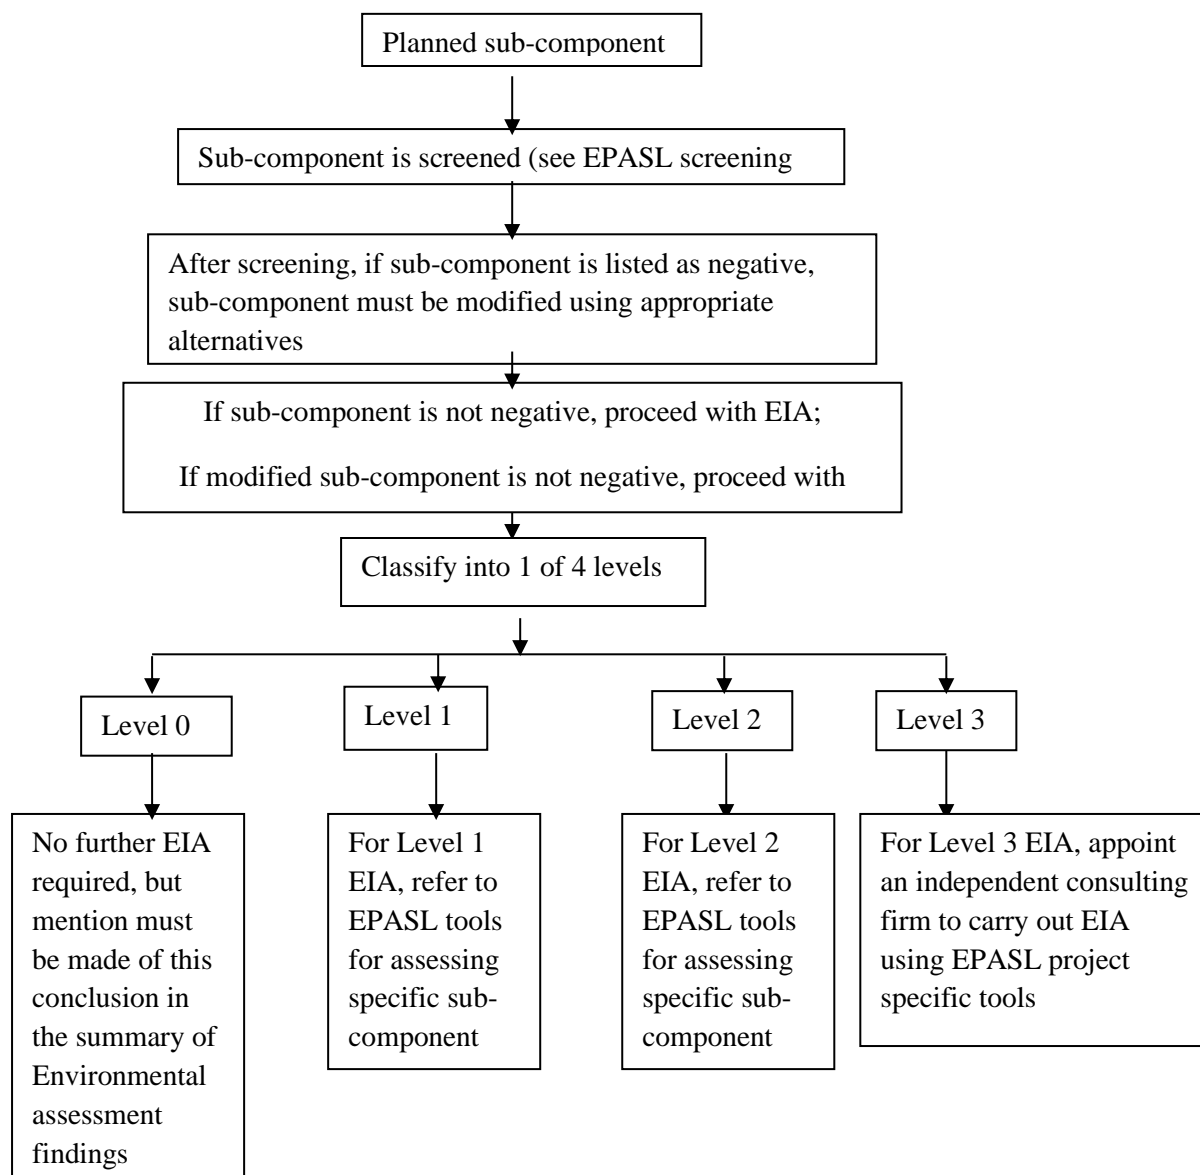 Planned sub-component
Sub-component is screened (see EPASL screening
After screening, if sub-component is listed as negative,
sub-component must be modified using appropriate
alternatives
If sub-component is not negative, proceed with EIA;
If modified sub-component is not negative, proceed with
Classify into 1 of 4 levels
Level 0
Level 1
Level 2
Level 3
No further EIA
required, but
mention must
be made of this
conclusion in
the summary of
Environmental
assessment
findings
For Level 1
EIA, refer to
EPASL tools
for assessing
specific sub-
component
For Level 2
EIA, refer to
EPASL tools
for assessing
specific sub-
component
For Level 3 EIA, appoint
an independent consulting
firm to carry out EIA
using EPASL project
specific tools